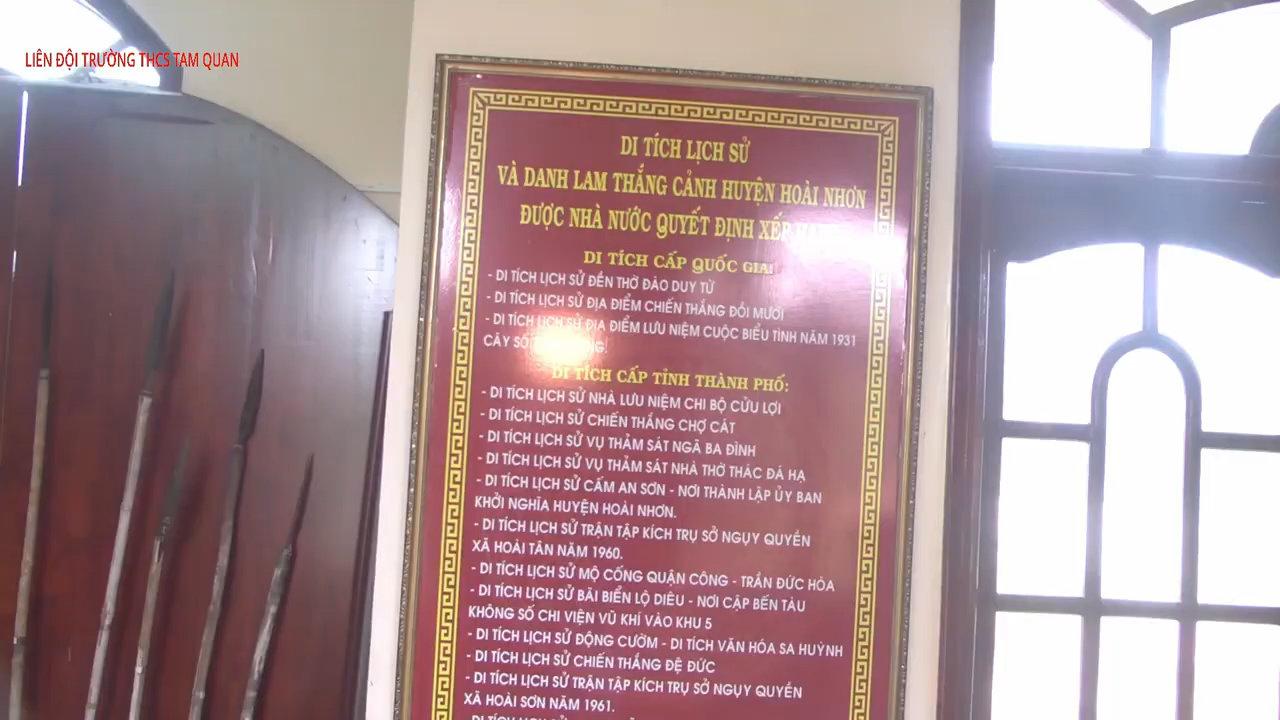 LIÊN ĐỘI TRƯỜNG THCS TAM QUAN
DI TÍCH LỊCH SỬ
VÀ DANH LAM THẮNG CẢNH HUYỆN HOÀI NHƠN
ĐƯỢC NHÀ NƯỚC QUYẾT ĐỊNH XẾP
DI TÍCH CẤP QUỐC GIA
- DI TÍCH LỊCH SỬ ĐỀN THỜ ĐÀO DUY TỪ
- DI TÍCH LỊCH SỬ ĐỊA ĐIỂM CHIẾN THẮNG ĐỒI MƯỜI
- DI TÍCH LỊCH SỬ ĐỊA ĐIỂM LƯU NIỆM CUỘC BIỂU TÌNH NĂM 1931
CÂY SỐ
DI TÍCH CẤP TỈNH THÀNH PHỐ:
- DI TÍCH LỊCH SỬ NHÀ LƯU NIỆM CHI BỘ CỬU LỢI
- DI TÍCH LỊCH SỬ CHIẾN THẮNG CHỢ CÁT
- DI TÍCH LỊCH SỬ VỤ THẢM SÁT NGÃ BA ĐÌNH
- DI TÍCH LỊCH SỬ VỤ THẢM SÁT NHÀ THỜ THÁC ĐÁ HẠ
- DI TÍCH LỊCH SỬ CẤM AN SƠN - NƠI THÀNH LẬP ỦY BAN
KHỞI NGHĨA HUYỆN HOÀI NHƠN.
- DI TÍCH LỊCH SỬ TRẬN TẬP KÍCH TRỤ SỞ NGỤY QUYỀN
XÃ HOÀI TÂN NĂM 1960.
- DI TÍCH LỊCH SỬ MỘ CỐNG QUẬN CÔNG - TRẦN ĐỨC HÒA
- DI TÍCH LỊCH SỬ BÃI BIỂN LỘ DIÊU - NƠI CẬP BẾN TÀU
KHÔNG SỐ CHI VIỆN VŨ KHÍ VÀO KHU 5
- DI TÍCH LỊCH SỬ ĐỘNG CƯỜM - DI TÍCH VĂN HÓA SA HUỲNH
- DI TÍCH LỊCH SỬ CHIẾN THẮNG ĐỆ ĐỨC
- DI TÍCH LỊCH SỬ TRẬN TẬP KÍCH TRỤ SỞ NGỤY QUYỀN
XÃ HOÀI SƠN NĂM 1961.